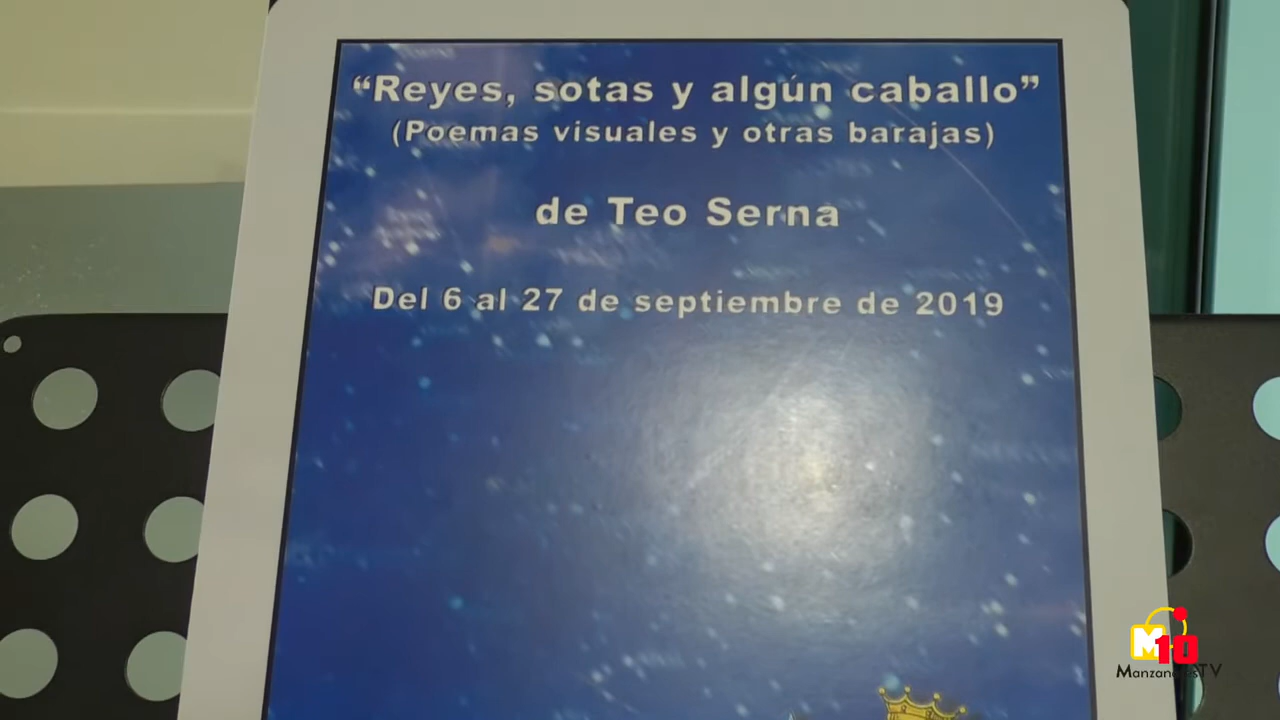 “Reyes, sotas y algún caballo”
(Poemas visuales y otras barajas)
de Teo Serna
Del 6 al 27 de septiembre de 2019
M10
ManzanaresTV